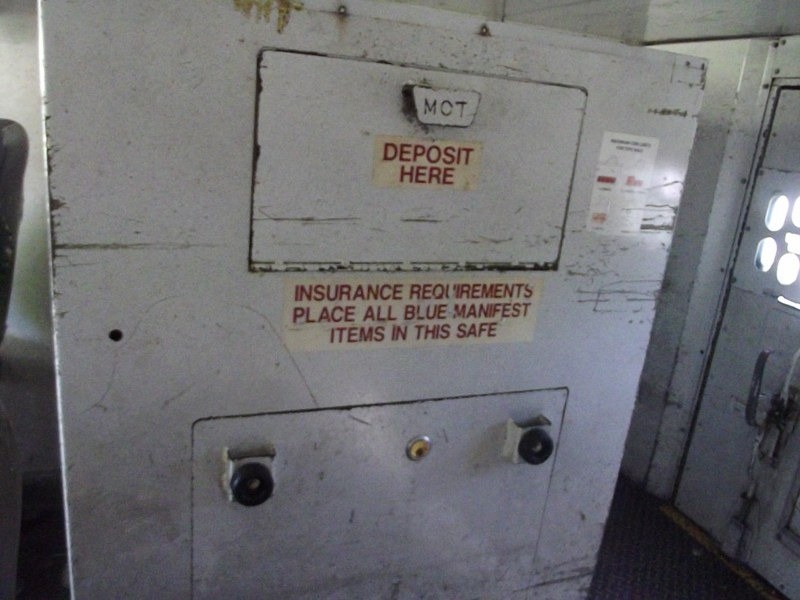 MCT
DEPOSIT
HERE
INSURANCE REQUIREMENTS
PLACE ALL BLUE MANIFEST
ITEMS IN THIS SAFE